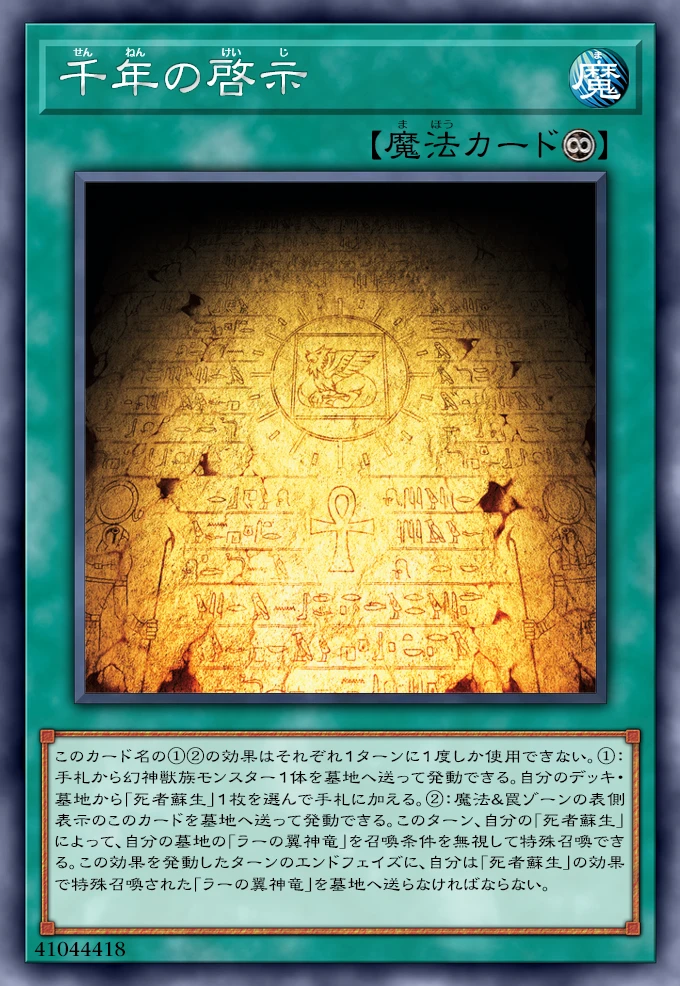 千年の啓示
せん ねん けい じ
魔
ま
【魔法カード】
ま ほう
このカード名の①②の効果はそれぞれ1ターンに1度しか使用できない。①：
手札から幻神獣族モンスター1体を墓地へ送って発動できる。自分のデッキ・
墓地から「死者蘇生」1枚を選んで手札に加える。②：魔法&罠ゾーンの表側
表示のこのカードを墓地へ送って発動できる。このターン、自分の「死者蘇生」
によって、自分の墓地の「ラーの翼神竜」を召喚条件を無視して特殊召喚でき
る。この効果を発動したターンのエンドフェイズに、自分は「死者蘇生」の効果
で特殊召喚された「ラーの翼神竜」を墓地へ送らなければならない。
41044418